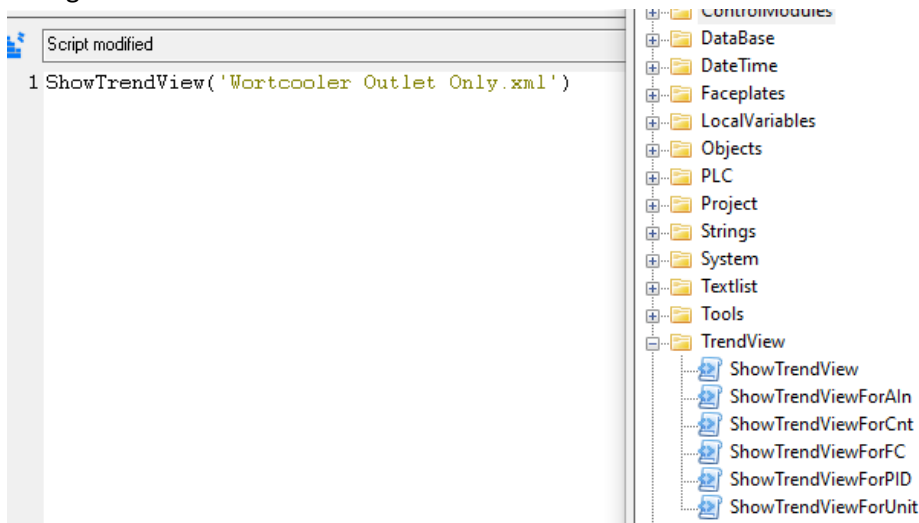 ControlModules
Script modified
DataBase
1 ShowTrendView('Wortcooler Outlet Only.xml')
DateTime
Faceplates
LocalVariables
Objects
PLC
Project
Strings
System
Textlist
Tools
TrendView
ShowTrendView
ShowTrendViewForAIn
ShowTrendViewForCnt
ShowTrendViewForFC
ShowTrendViewForPID
ShowTrendViewForUnit